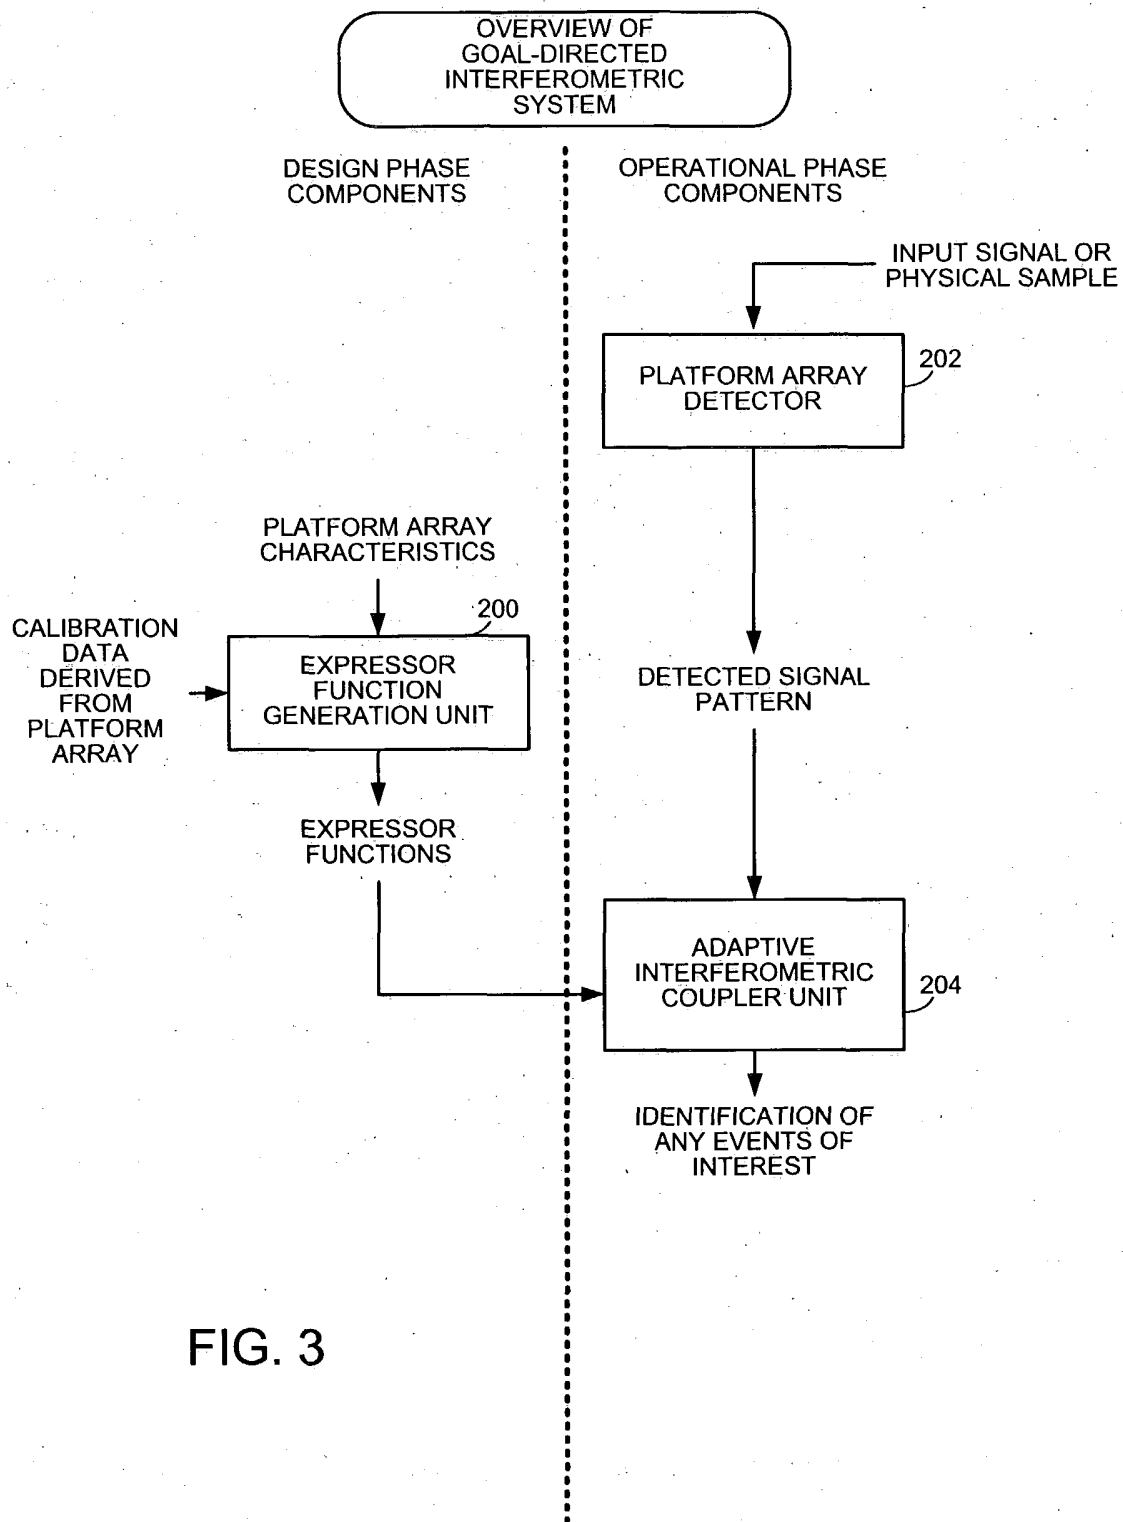 OVERVIEW OF
GOAL-DIRECTED
INTERFEROMETRIC
SYSTEM
DESIGN PHASE
COMPONENTS
OPERATIONAL PHASE
COMPONENTS
INPUT SIGNAL OR
PHYSICAL SAMPLE
202
PLATFORM ARRAY
DETECTOR
PLATFORM ARRAY
CHARACTERISTICS
200
CALIBRATION
DATA
DERIVED
FROM
PLATFORM
ARRAY
EXPRESSOR
FUNCTION
GENERATION UNIT
DETECTED SIGNAL
PATTERN
EXPRESSOR
FUNCTIONS
ADAPTIVE
INTERFEROMETRIC
COUPLER UNIT
204
IDENTIFICATION OF
ANY EVENTS OF
INTEREST
FIG. 3